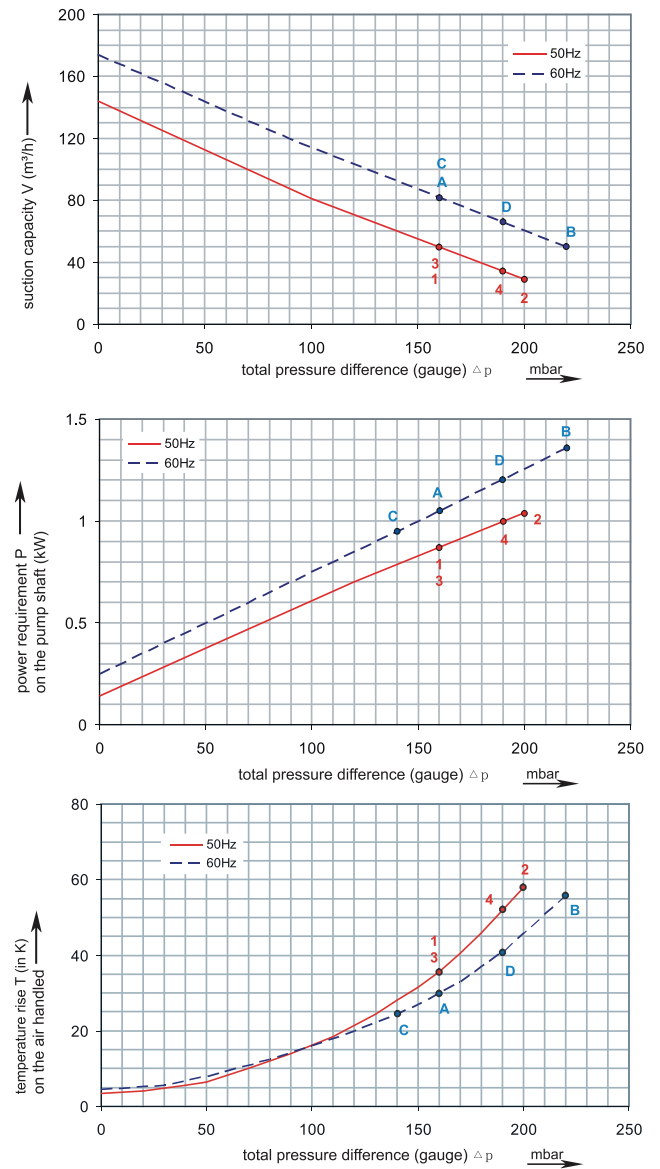 200
160
120
80
40
0
suction capacity V (m³/h)
50Hz
60Hz
C
A
D
B
3
1
4
2
0 50 100 150 200 250
total pressure difference (gauge) △p mbar
1.5
1
0.5
0
power requirement P
on the pump shaft (kW)
50Hz
60Hz
B
D
A
C
2
4
1
3
0 50 100 150 200 250
total pressure difference (gauge) △p mbar
80
60
40
20
0
temperature rise T (in K)
on the air handled
50Hz
60Hz
2
4
B
1
3
D
A
C
0 50 100 150 200 250
total pressure difference (gauge) △p mbar